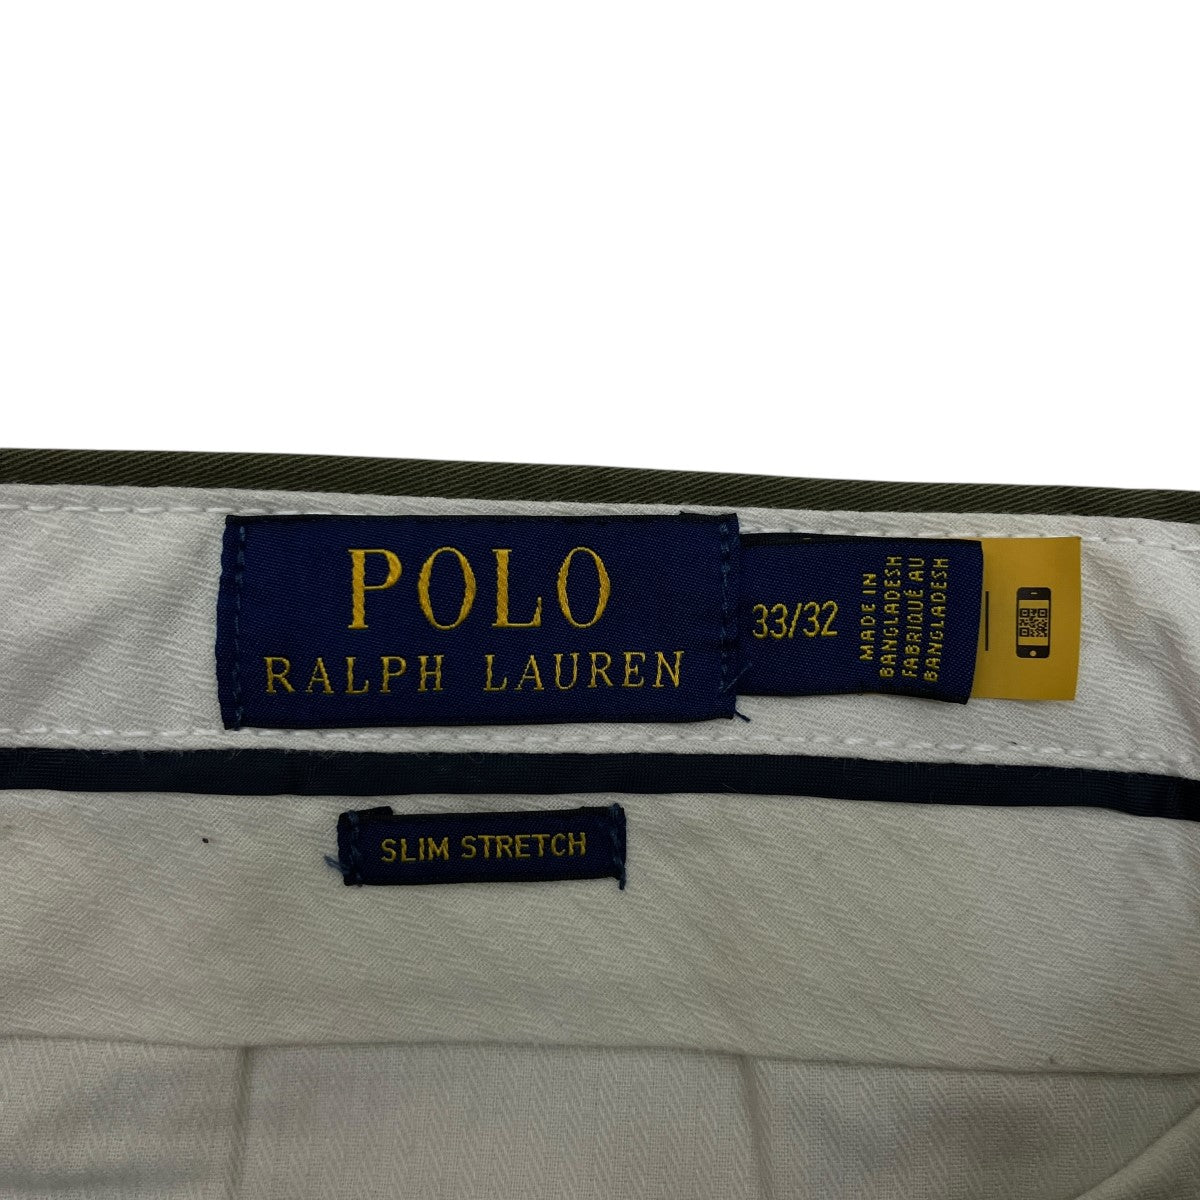 POLO
RALPH LAUREN
33/32
MADE IN
BANGLADESH
FABRIQUÉ AU
BANGLADESH
SLIM STRETCH